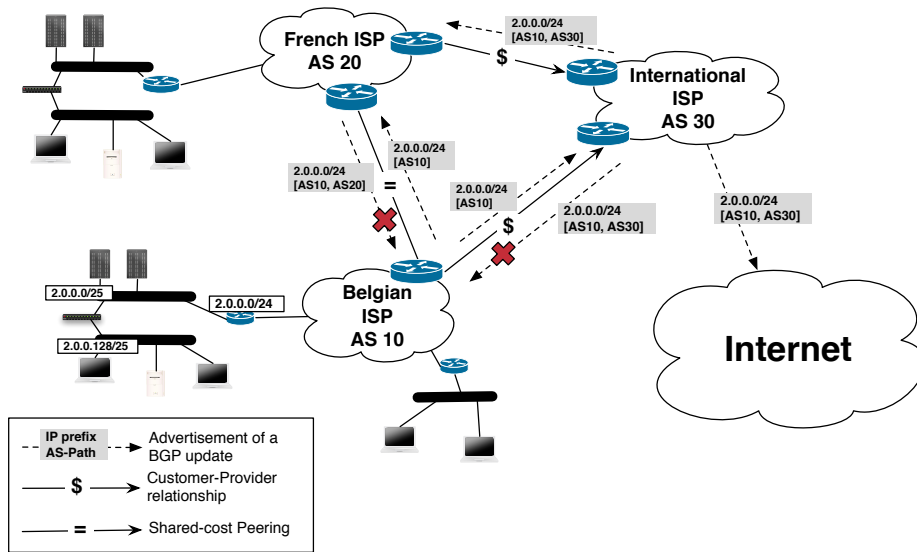 2.0.0.0/24
[AS10, AS30]
French ISP
AS 20
$
International
ISP
AS 30
2.0.0.0/24
[AS10]
2.0.0.0/24
[AS10, AS20]
=
2.0.0.0/24
[AS10]
2.0.0.0/24
[AS10, AS30]
2.0.0.0/24
[AS10, AS30]
$
2.0.0.0/25
2.0.0.0/24
Belgian
ISP
AS 10
2.0.0.128/25
Internet
IP prefix
AS-Path
Advertisement of a
BGP update
$
Customer-Provider
relationship
=
Shared-cost Peering